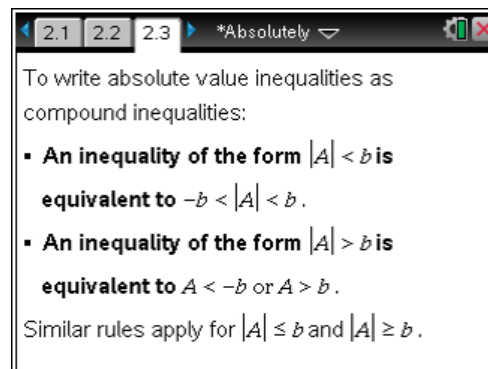 2.1 2.2 2.3 *Absolutely
To write absolute value inequalities as
compound inequalities:
▪ An inequality of the form |A| < b is
equivalent to −b < |A| < b .
▪ An inequality of the form |A| > b is
equivalent to A < −b or A > b .
Similar rules apply for |A| ≤ b and |A| ≥ b .